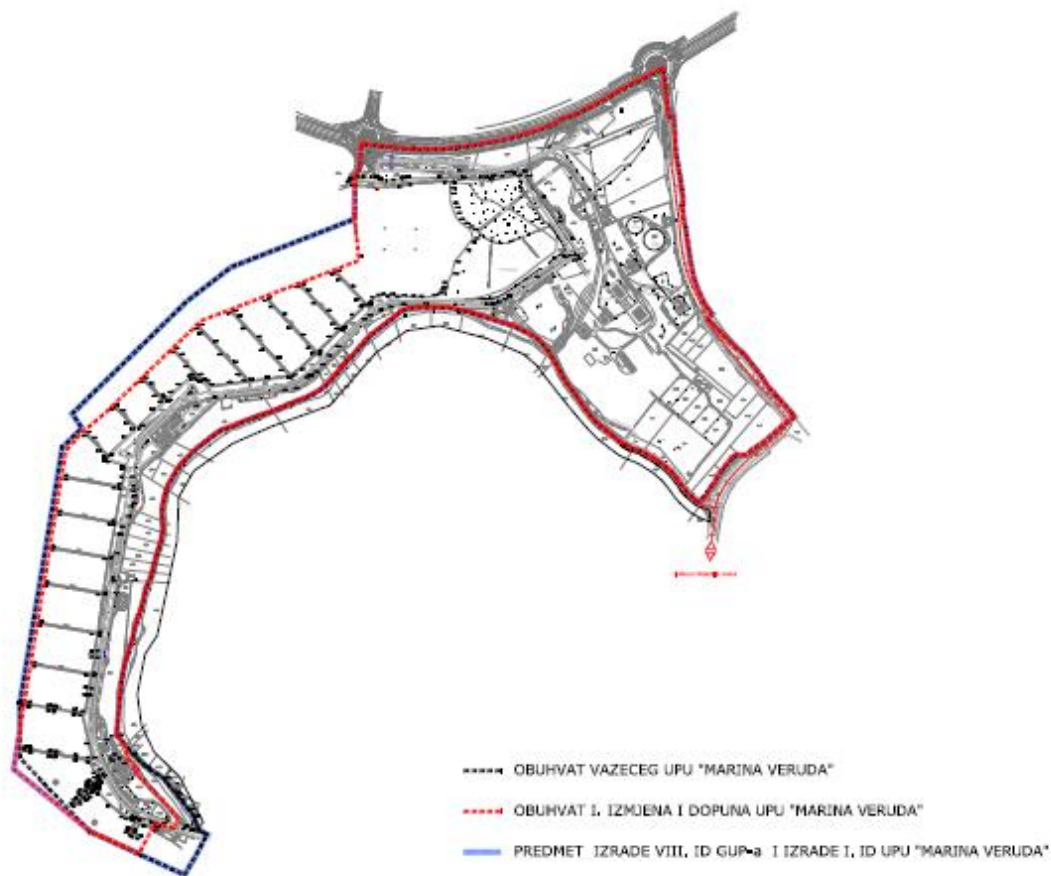 OBUHVAT VAZECEG UPU "MARINA VERUDA"
OBUHVAT I. IZMJENA I DOPUNA UPU "MARINA VERUDA"
PREDMET IZRADE VIII. ID GUP-a I IZRADE I. ID UPU "MARINA VERUDA"